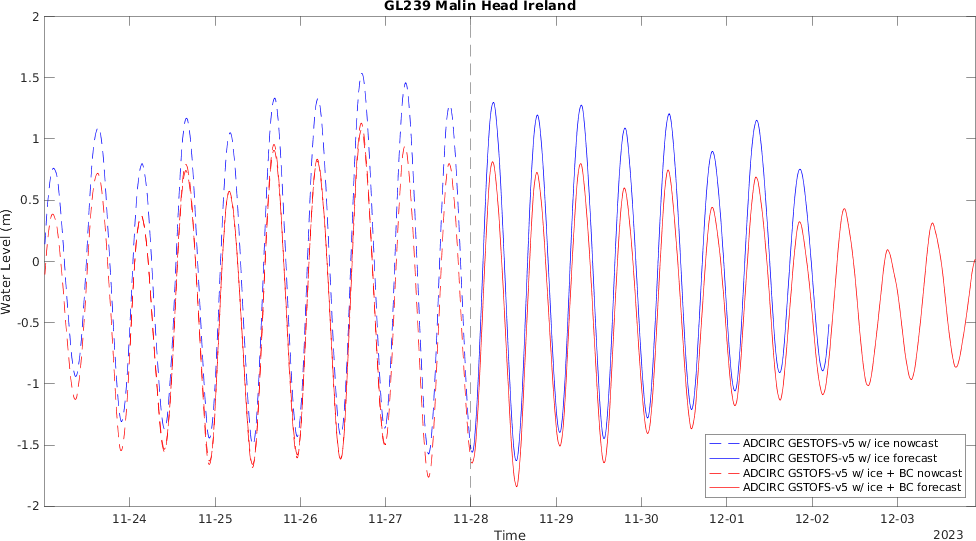 GL239 Malin Head Ireland
2
1.5
1
0.5
0
-0.5
-1
-1.5
-2
Water Level (m)
ADCIRC GESTOFS-v5 w/ ice nowcast
ADCIRC GESTOFS-v5 w/ ice forecast
ADCIRC GSTOFS-v5 w/ ice + BC nowcast
ADCIRC GSTOFS-v5 w/ ice + BC forecast
11-24 11-25 11-26 11-27 11-28 11-29 11-30 12-01 12-02 12-03
Time
2023